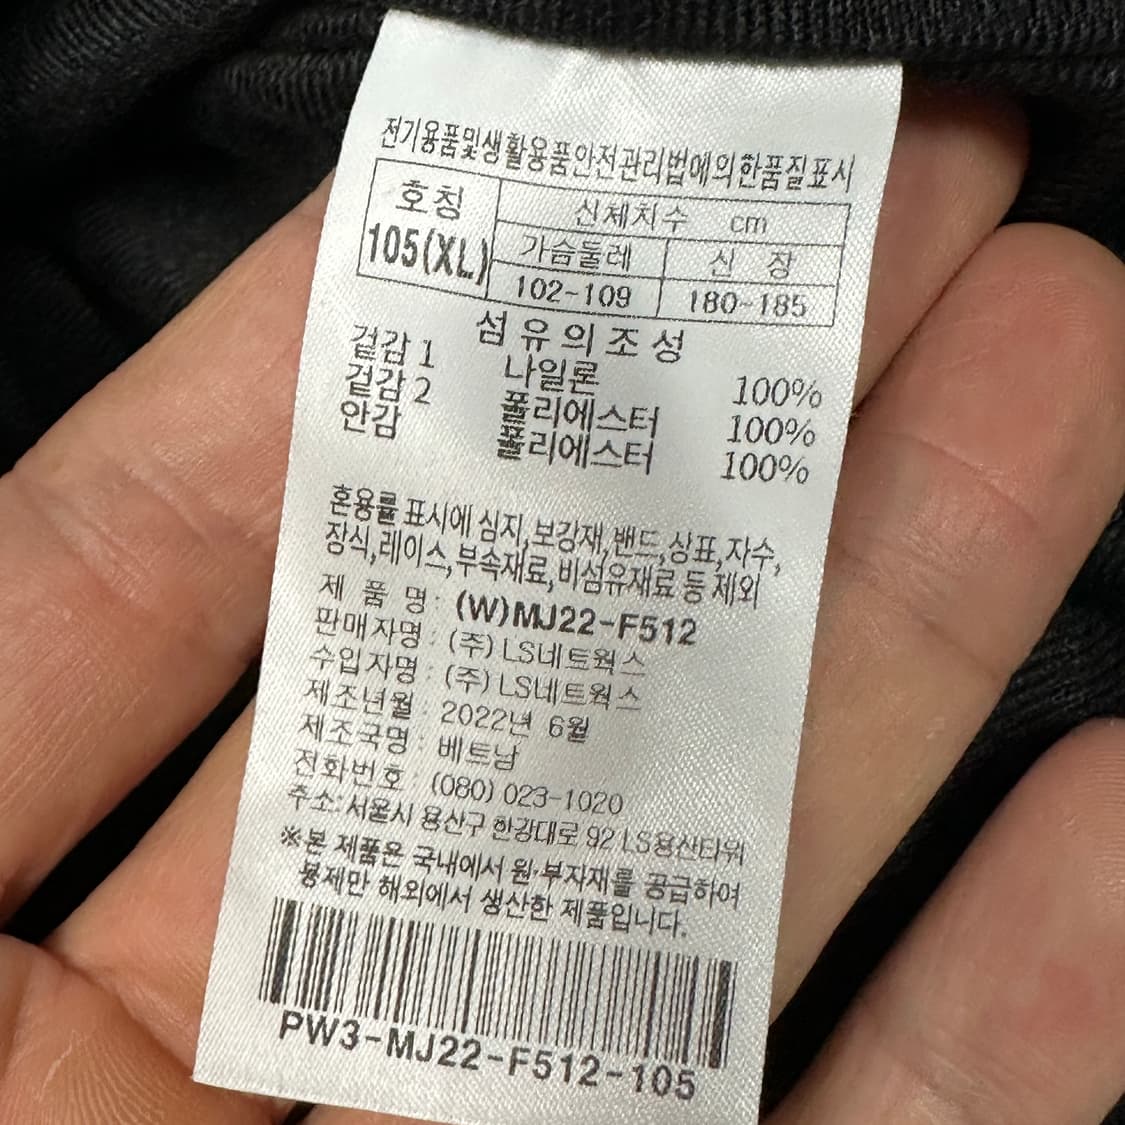 전기용품및생활용품안전관리법에의한품질표시
호칭 신체치수 cm
105(XL) 가슴둘레 신 장
102-109 180-185
섬유의조성
겉감 1 나일론 100%
겉감 2 폴리에스터 100%
안감 폴리에스터 100%
혼용률 표시에 심지,보강재,밴드,상표,자수,
장식,레이스,부속재료,비섬유재료 등 제외
제 품 명 : (W)MJ22-F512
판매자명 : (주)LS네트웍스
수입자명 : (주)LS네트웍스
제조년월 : 2022년 6월
제조국명 : 베트남
전화번호 : (080) 023-1020
주소:서울시 용산구 한강대로 92 LS용산타워
※본 제품은 국내에서 원·부자재를 공급하여
봉제만 해외에서 생산한 제품입니다.
PW3-MJ22-F512-105